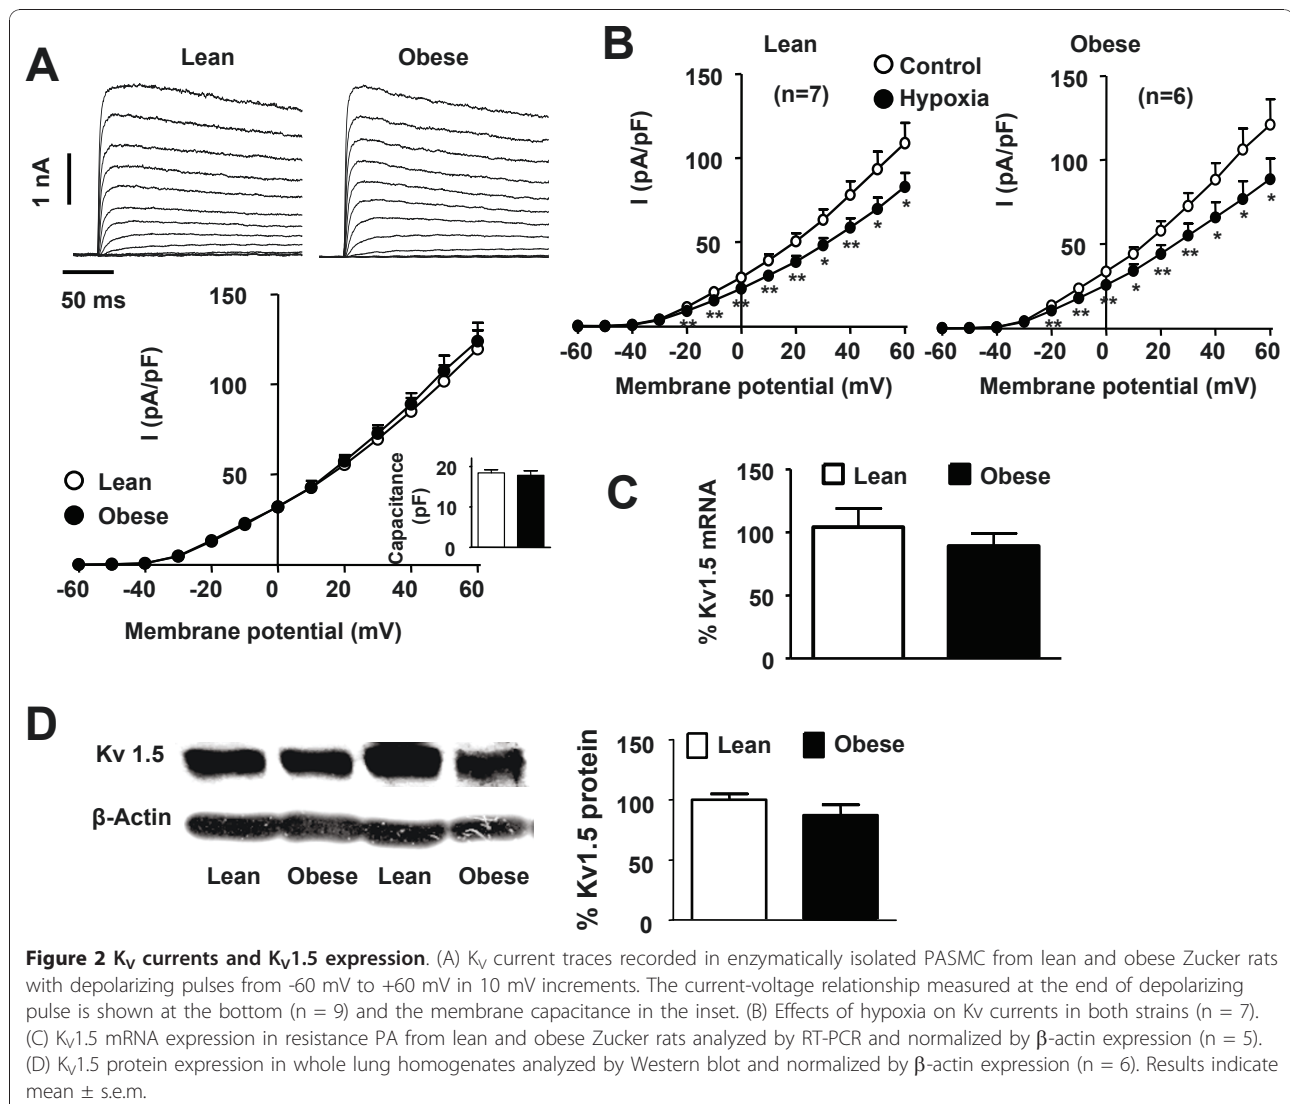 A
Lean
Obese
1 nA
50 ms
150
100
50
I (pA/pF)
Lean
Obese
Capacitance
(pF)
20
10
0
-60 -40 -20 0 20 40 60
Membrane potential (mV)
B
Lean
Obese
Control
Hypoxia
(n=7)
150
100
50
I (pA/pF)
** ** ** ** ** * ** * *
-60 -40 -20 0 20 40 60
Membrane potential (mV)
(n=6)
150
100
50
I (pA/pF)
** ** ** * ** ** * * *
-60 -40 -20 0 20 40 60
Membrane potential (mV)
C
Lean Obese
150
100
50
0
% Kv1.5 mRNA
D
Kv 1.5
β-Actin
Lean Obese Lean Obese
Lean Obese
150
100
50
0
% Kv1.5 protein
Figure 2 KV currents and KV1.5 expression. (A) KV current traces recorded in enzymatically isolated PASMC from lean and obese Zucker rats
with depolarizing pulses from -60 mV to +60 mV in 10 mV increments. The current-voltage relationship measured at the end of depolarizing
pulse is shown at the bottom (n = 9) and the membrane capacitance in the inset. (B) Effects of hypoxia on Kv currents in both strains (n = 7).
(C) KV1.5 mRNA expression in resistance PA from lean and obese Zucker rats analyzed by RT-PCR and normalized by β-actin expression (n = 5).
(D) KV1.5 protein expression in whole lung homogenates analyzed by Western blot and normalized by β-actin expression (n = 6). Results indicate
mean ± s.e.m.